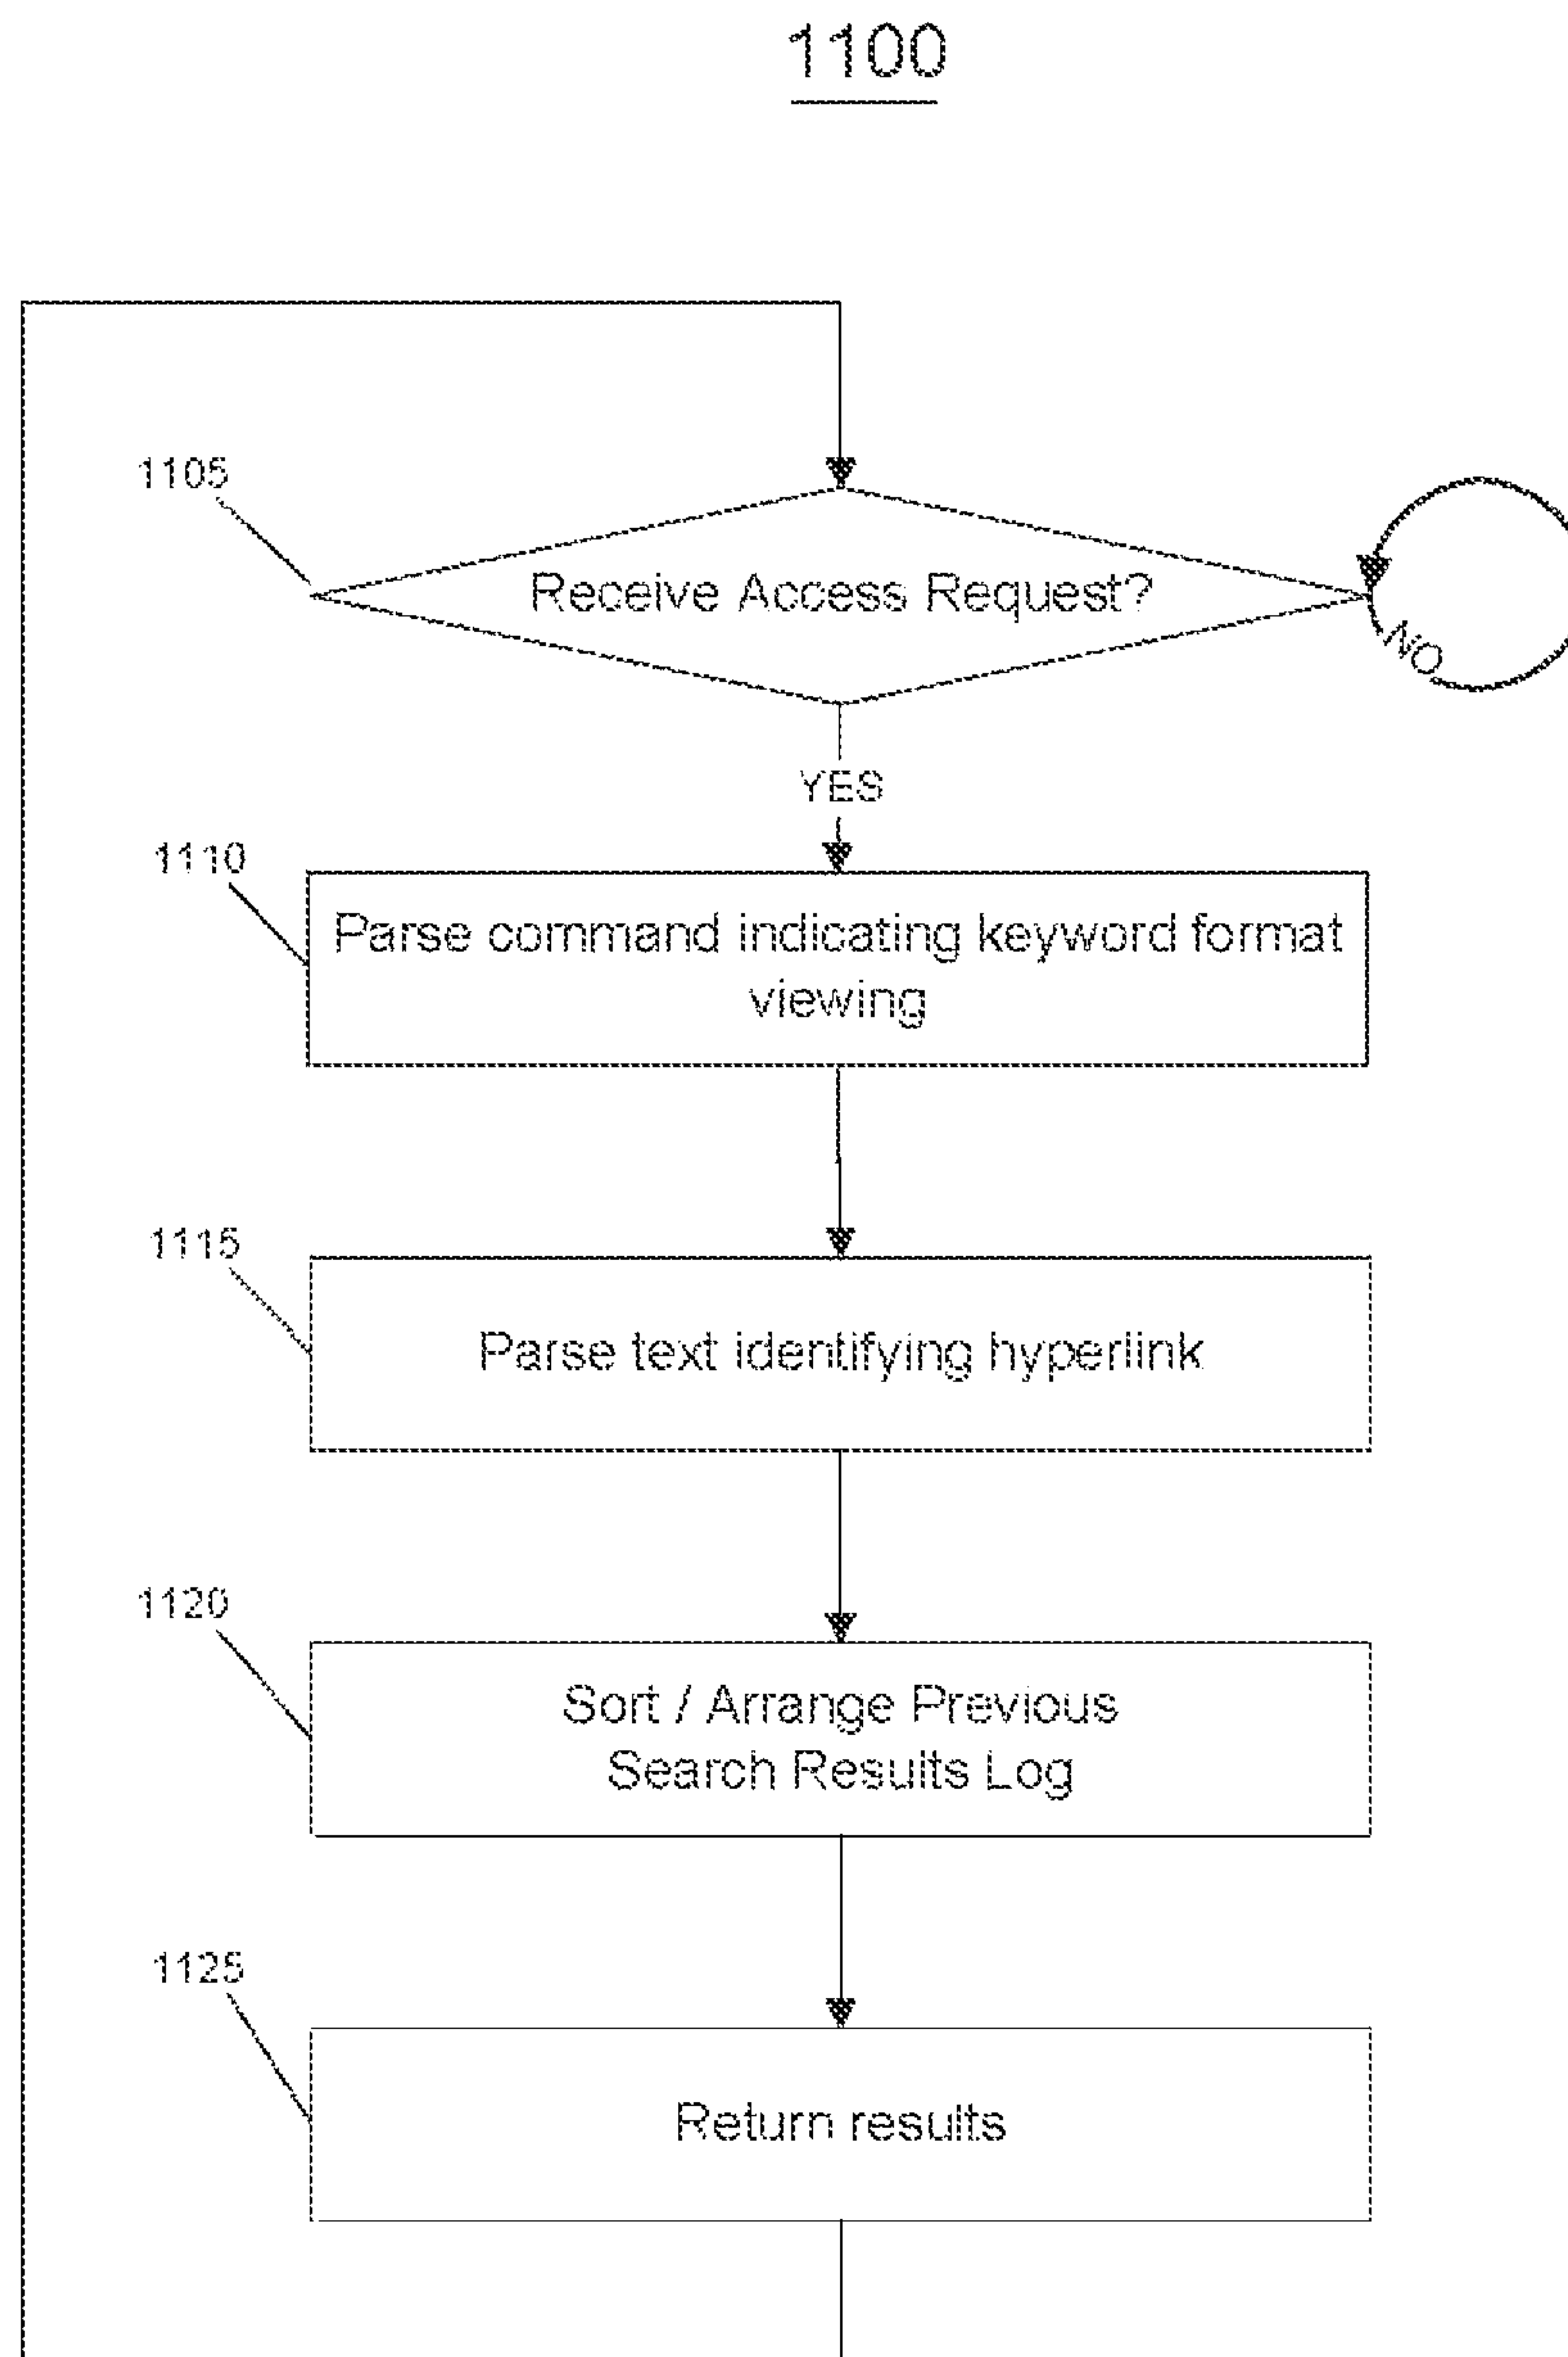 1100
1105
Receive Access Request?
NO
YES
1110
Parse command indicating keyword format
viewing
1115
Parse text identifying hyperlink
1120
Sort / Arrange Previous
Search Results Log
1125
Return results